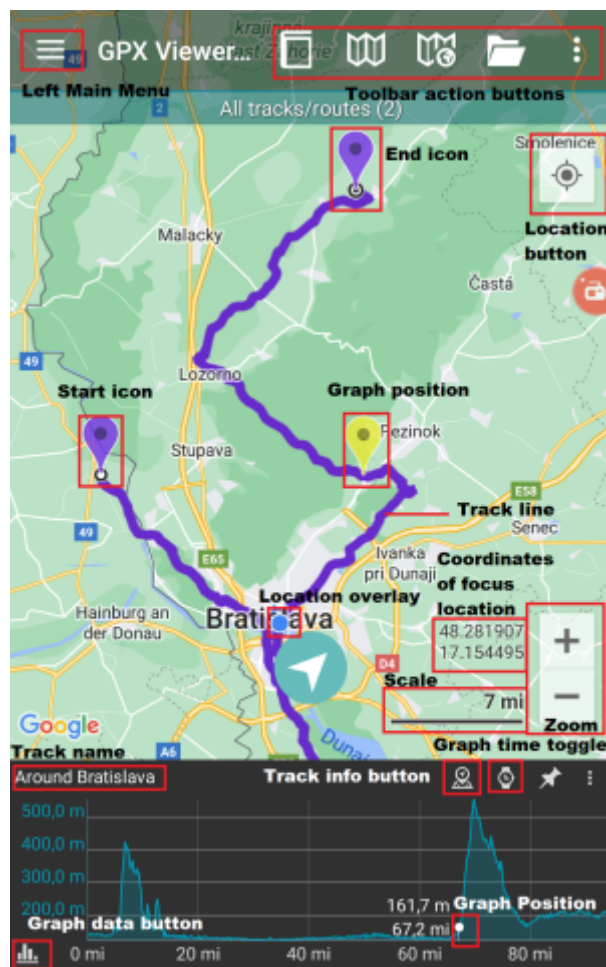 krajinná
GPX Viewer...
Left Main Menu
Toolbar action buttons
2
All tracks/routes (2)
End icon
Smolenice
Location
button
Malacky
Častá
49
Lozorno
Start icon
Graph position
Pezinok
Stupava
E58
Track line
Senec
49
E65
Ivanka
pri Dunaji
Coordinates
of focus
location
Location overlay
Hainburg an
der Donau
Bratislava
48.281907
17.154495
D4
Scale
7 mi
Zoom
Google
Graph time toggle
Track name
A6
Around Bratislava
Track info button
500,0 m
400,0 m
300,0 m
200,0 m
161,7 m
Graph Position
Graph data button
67,2 mi
0 mi
20 mi
40 mi
60 mi
80 mi